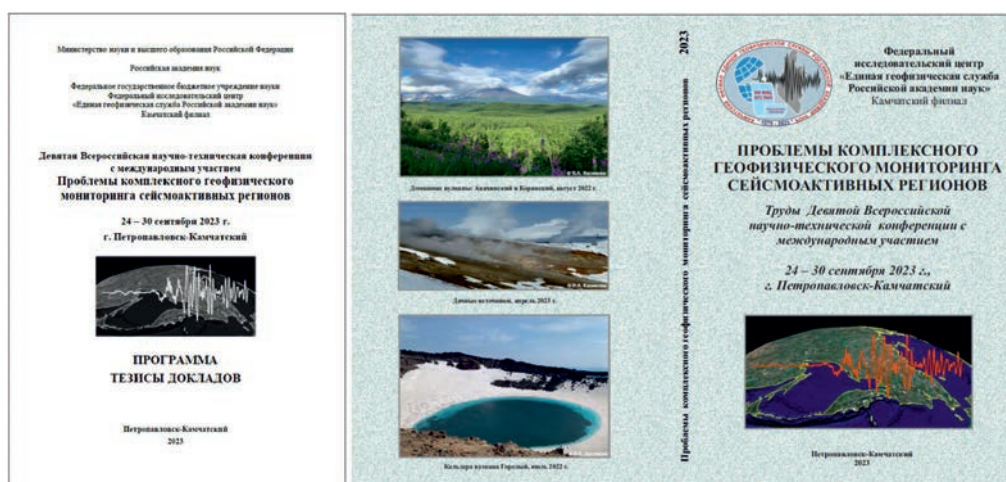 Министерство науки и высшего образования Российской Федерации
Российская академия наук
Федеральное государственное бюджетное учреждение науки
Федеральный исследовательский центр
«Единая геофизическая служба Российской академии наук»
Камчатский филиал
Девятая Всероссийская научно-техническая конференция
с международным участием
Проблемы комплексного геофизического
мониторинга сейсмоактивных регионов
24 – 30 сентября 2023 г.
г. Петропавловск-Камчатский
ПРОГРАММА
ТЕЗИСЫ ДОКЛАДОВ
Петропавловск-Камчатский
2023
Домашние вулканы: Авачинский и Корякский, август 2022 г.
Дачные источники, апрель 2023 г.
Кальдера вулкана Горелый, июль 2022 г.
Проблемы комплексного геофизического мониторинга сейсмоактивных регионов 2023
Федеральный
исследовательский центр
«Единая геофизическая служба
Российской академии наук»
Камчатский филиал
ПРОБЛЕМЫ КОМПЛЕКСНОГО
ГЕОФИЗИЧЕСКОГО МОНИТОРИНГА
СЕЙСМОАКТИВНЫХ РЕГИОНОВ
Труды Девятой Всероссийской
научно-технической конференции с
международным участием
24 – 30 сентября 2023 г.,
г. Петропавловск-Камчатский
Петропавловск-Камчатский
2023